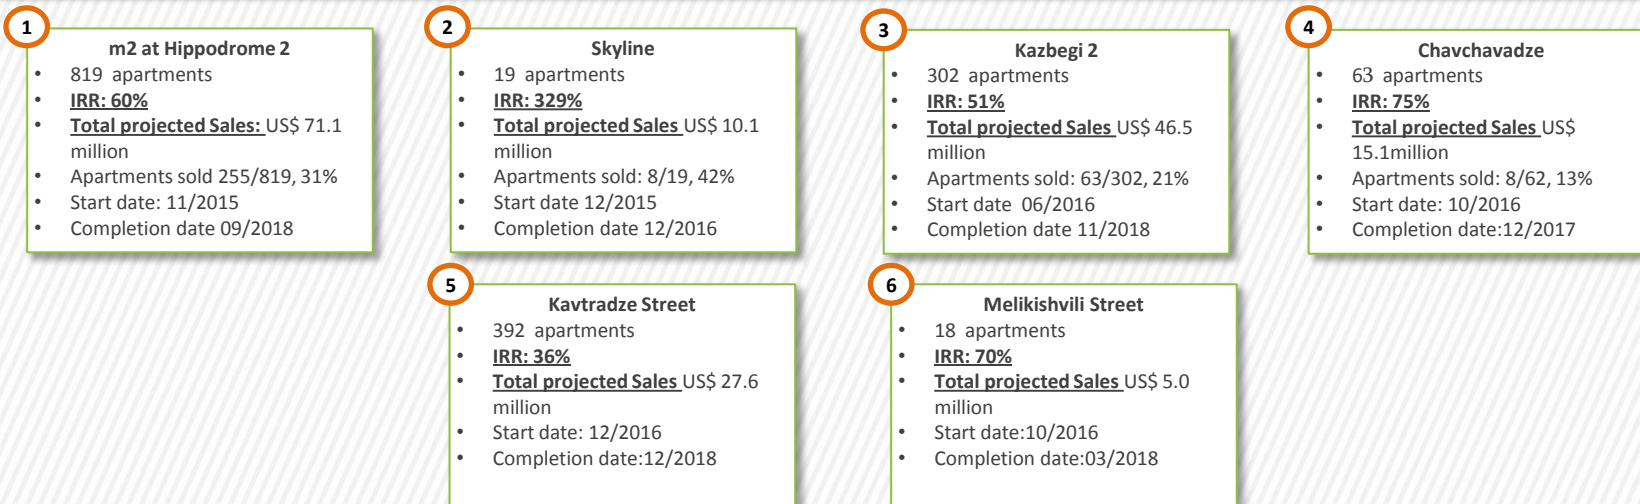 1
m2 at Hippodrome 2
• 819 apartments
• IRR: 60%
• Total projected Sales: US$ 71.1
million
• Apartments sold 255/819, 31%
• Start date: 11/2015
• Completion date 09/2018
2
Skyline
• 19 apartments
• IRR: 329%
• Total projected Sales US$ 10.1
million
• Apartments sold: 8/19, 42%
• Start date 12/2015
• Completion date 12/2016
3
Kazbegi 2
• 302 apartments
• IRR: 51%
• Total projected Sales US$ 46.5
million
• Apartments sold: 63/302, 21%
• Start date 06/2016
• Completion date 11/2018
4
Chavchavadze
• 63 apartments
• IRR: 75%
• Total projected Sales US$
15.1million
• Apartments sold: 8/62, 13%
• Start date: 10/2016
• Completion date:12/2017
5
Kavtradze Street
• 392 apartments
• IRR: 36%
• Total projected Sales US$ 27.6
million
• Start date: 12/2016
• Completion date:12/2018
6
Melikishvili Street
• 18 apartments
• IRR: 70%
• Total projected Sales US$ 5.0
million
• Start date:10/2016
• Completion date:03/2018